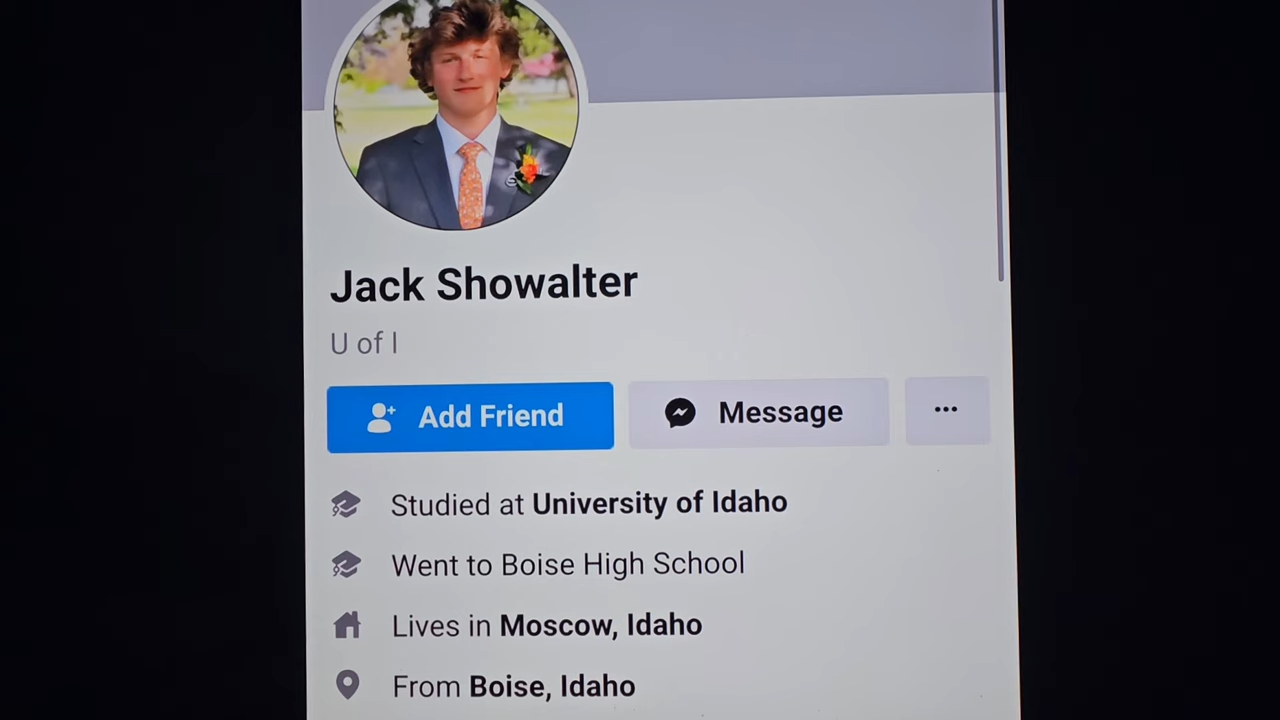 Jack Showalter
U of I
Add Friend
Message
Studied at University of Idaho
Went to Boise High School
Lives in Moscow, Idaho
From Boise, Idaho